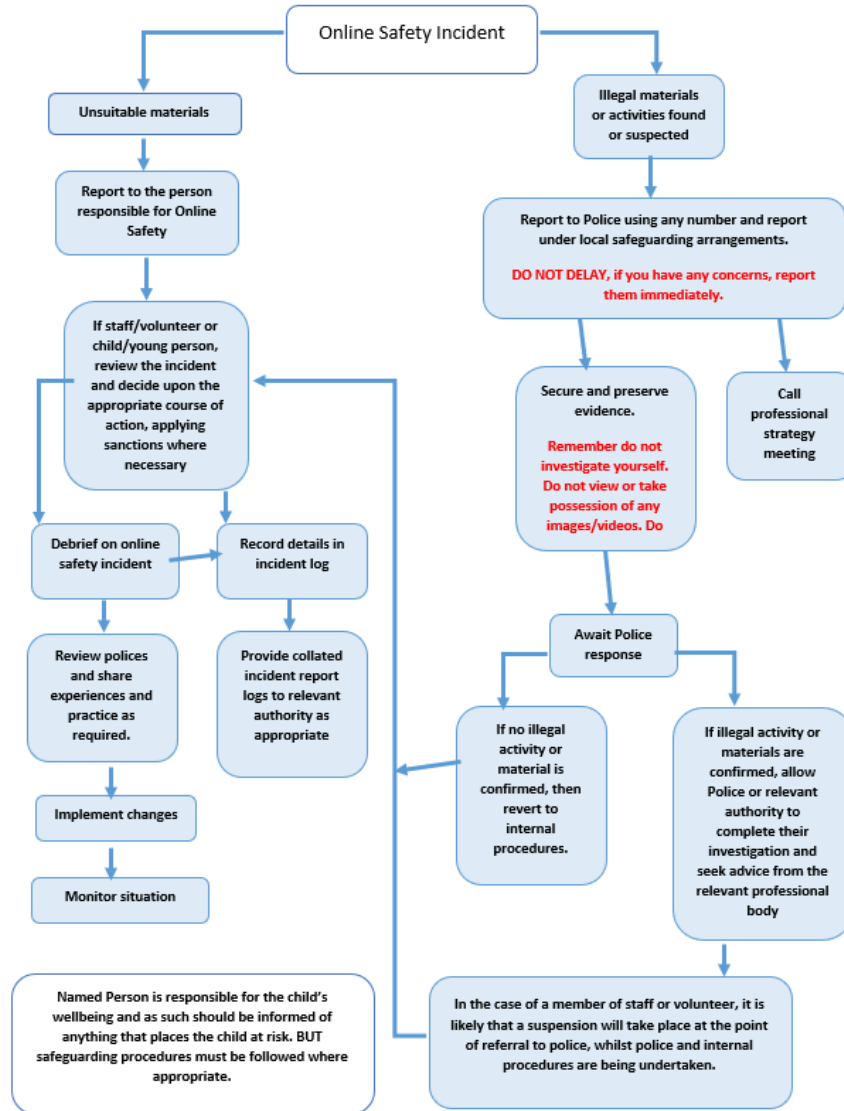 Online Safety Incident
Unsuitable materials
Report to the person
responsible for Online
Safety
If staff/volunteer or
child/young person,
review the incident
and decide upon the
appropriate course of
action, applying
sanctions where
necessary
Debrief on online
safety incident
Record details in
incident log
Review polices and
share experiences
and practice as
required.
Provide collated
incident report
logs to relevant
authority as
appropriate
Implement changes
Monitor situation
Illegal materials
or activities found
or suspected
Report to Police using any number and report
under local safeguarding arrangements.
DO NOT DELAY, if you have any concerns, report
them immediately.
Secure and preserve
evidence.
Remember do not
investigate yourself.
Do not view or take
possession of any
images/videos. Do
Call
professional
strategy
meeting
Await Police
response
If no illegal
activity or
material is
confirmed, then
revert to
internal
procedures.
If illegal activity or
materials are
confirmed, allow
Police or relevant
authority to
complete their
investigation and
seek advice from the
relevant professional
body
In the case of a member of staff or volunteer, it is
likely that a suspension will take place at the point
of referral to police, whilst police and internal
procedures are being undertaken.
Named Person is responsible for the child's
wellbeing and as such should be informed of
anything that places the child at risk. BUT
safeguarding procedures must be followed where
appropriate.